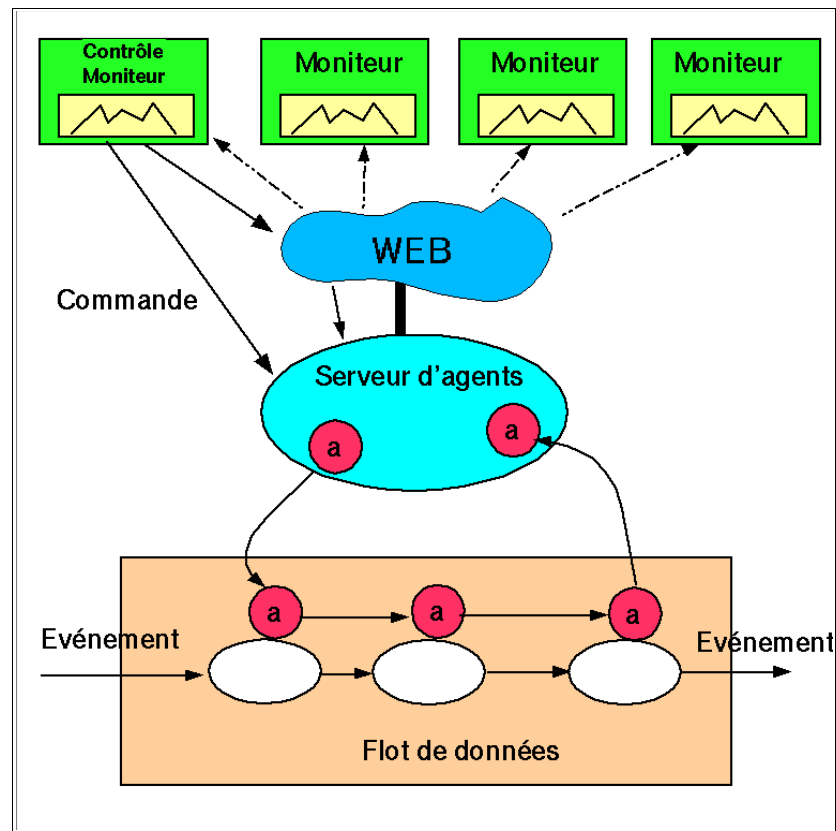 Contrôle
Moniteur
Moniteur
Moniteur
Moniteur
WEB
Commande
Serveur d'agents
a
a
a
a
a
Evénement
Evénement
Flot de données